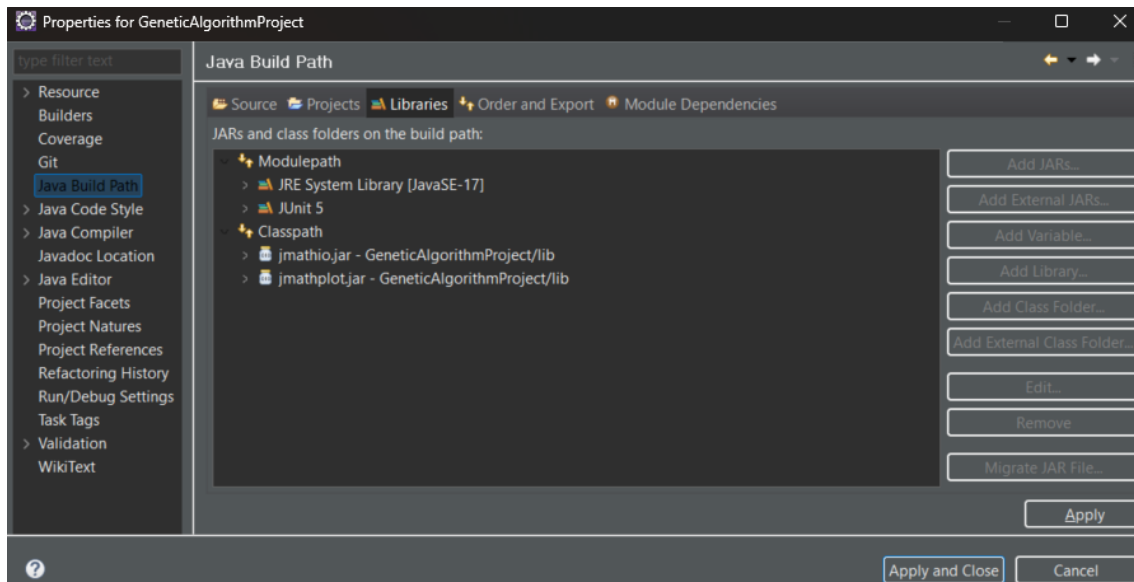 Properties for GeneticAlgorithmProject
type filter text
Resource
Builders
Coverage
Git
Java Build Path
Java Code Style
Java Compiler
Javadoc Location
Java Editor
Project Facets
Project Natures
Project References
Refactoring History
Run/Debug Settings
Task Tags
Validation
WikiText
Java Build Path
Source Projects Libraries Order and Export Module Dependencies
JARs and class folders on the build path:
Modulepath
JRE System Library [JavaSE-17]
JUnit 5
Classpath
jmathio.jar - GeneticAlgorithmProject/lib
jmathplot.jar - GeneticAlgorithmProject/lib
Add JARs...
Add External JARs...
Add Variable...
Add Library...
Add Class Folder...
Add External Class Folder...
Edit...
Remove
Migrate JAR File...
Apply
Apply and Close
Cancel